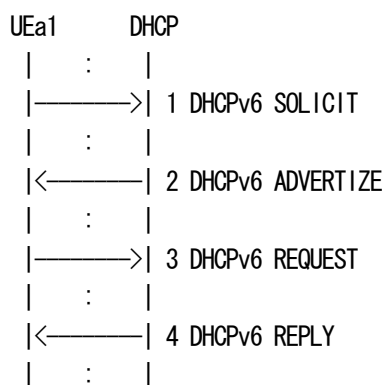 UEa1 DHCP
| : |
|--------->| 1 DHCPv6 SOLICIT
| : |
|<---------| 2 DHCPv6 ADVERTIZE
| : |
|--------->| 3 DHCPv6 REQUEST
| : |
|<---------| 4 DHCPv6 REPLY
| : |